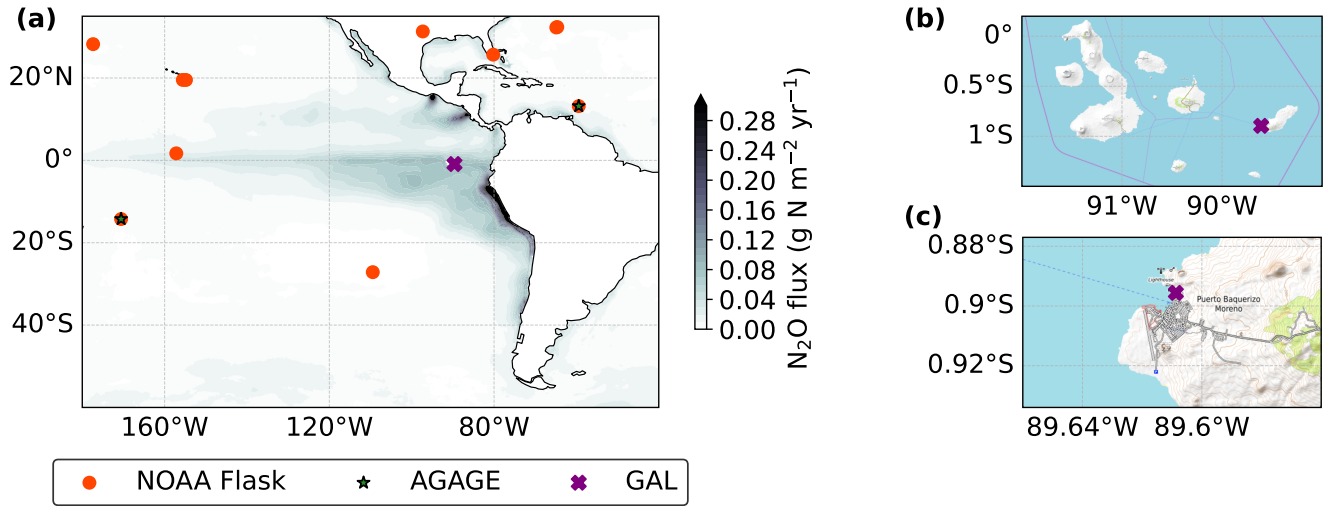 (a)
20°N
0°
20°S
40°S
160°W 120°W 80°W
0.28
0.24
0.20
0.16
0.12
0.08
0.04
0.00
N₂O flux (g N m⁻² yr⁻¹)
NOAA Flask AGAGE GAL
(b)
0°
0.5°S
1°S
91°W 90°W
(c)
0.88°S
0.9°S
0.92°S
Lighthouse
Puerto Baquerizo
Moreno
89.64°W 89.6°W